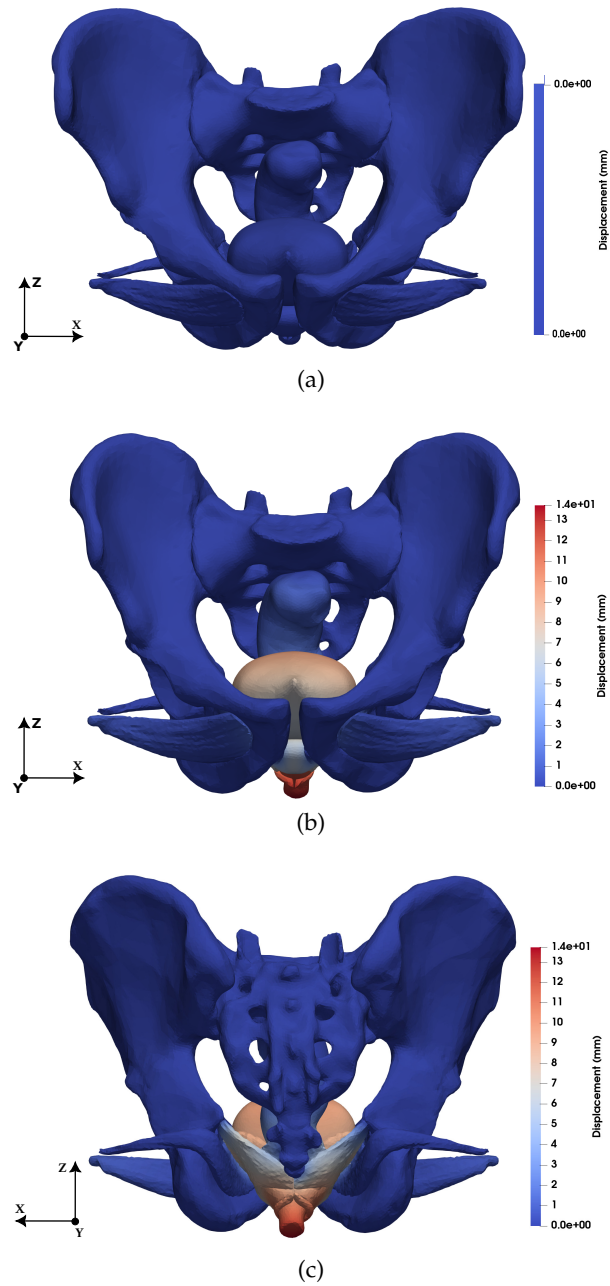 0.0e+00
Displacement (mm)
0.0e+00
Z
X
Y
(a)
1.4e+01
13
12
11
10
9
8
7
6
5
4
3
2
1
0.0e+00
Displacement (mm)
Z
X
Y
(b)
1.4e+01
13
12
11
10
9
8
7
6
5
4
3
2
1
0.0e+00
Displacement (mm)
Z
X
Y
(c)